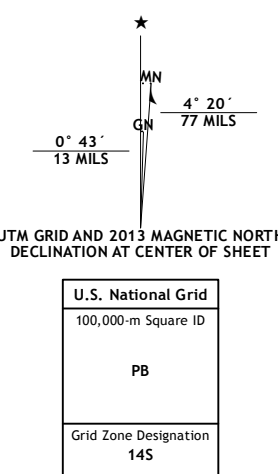 ★
MN
GN
4° 20´
77 MILS
0° 43´
13 MILS
UTM GRID AND 2013 MAGNETIC NORTH
DECLINATION AT CENTER OF SHEET
U.S. National Grid
100,000-m Square ID
PB
Grid Zone Designation
14S